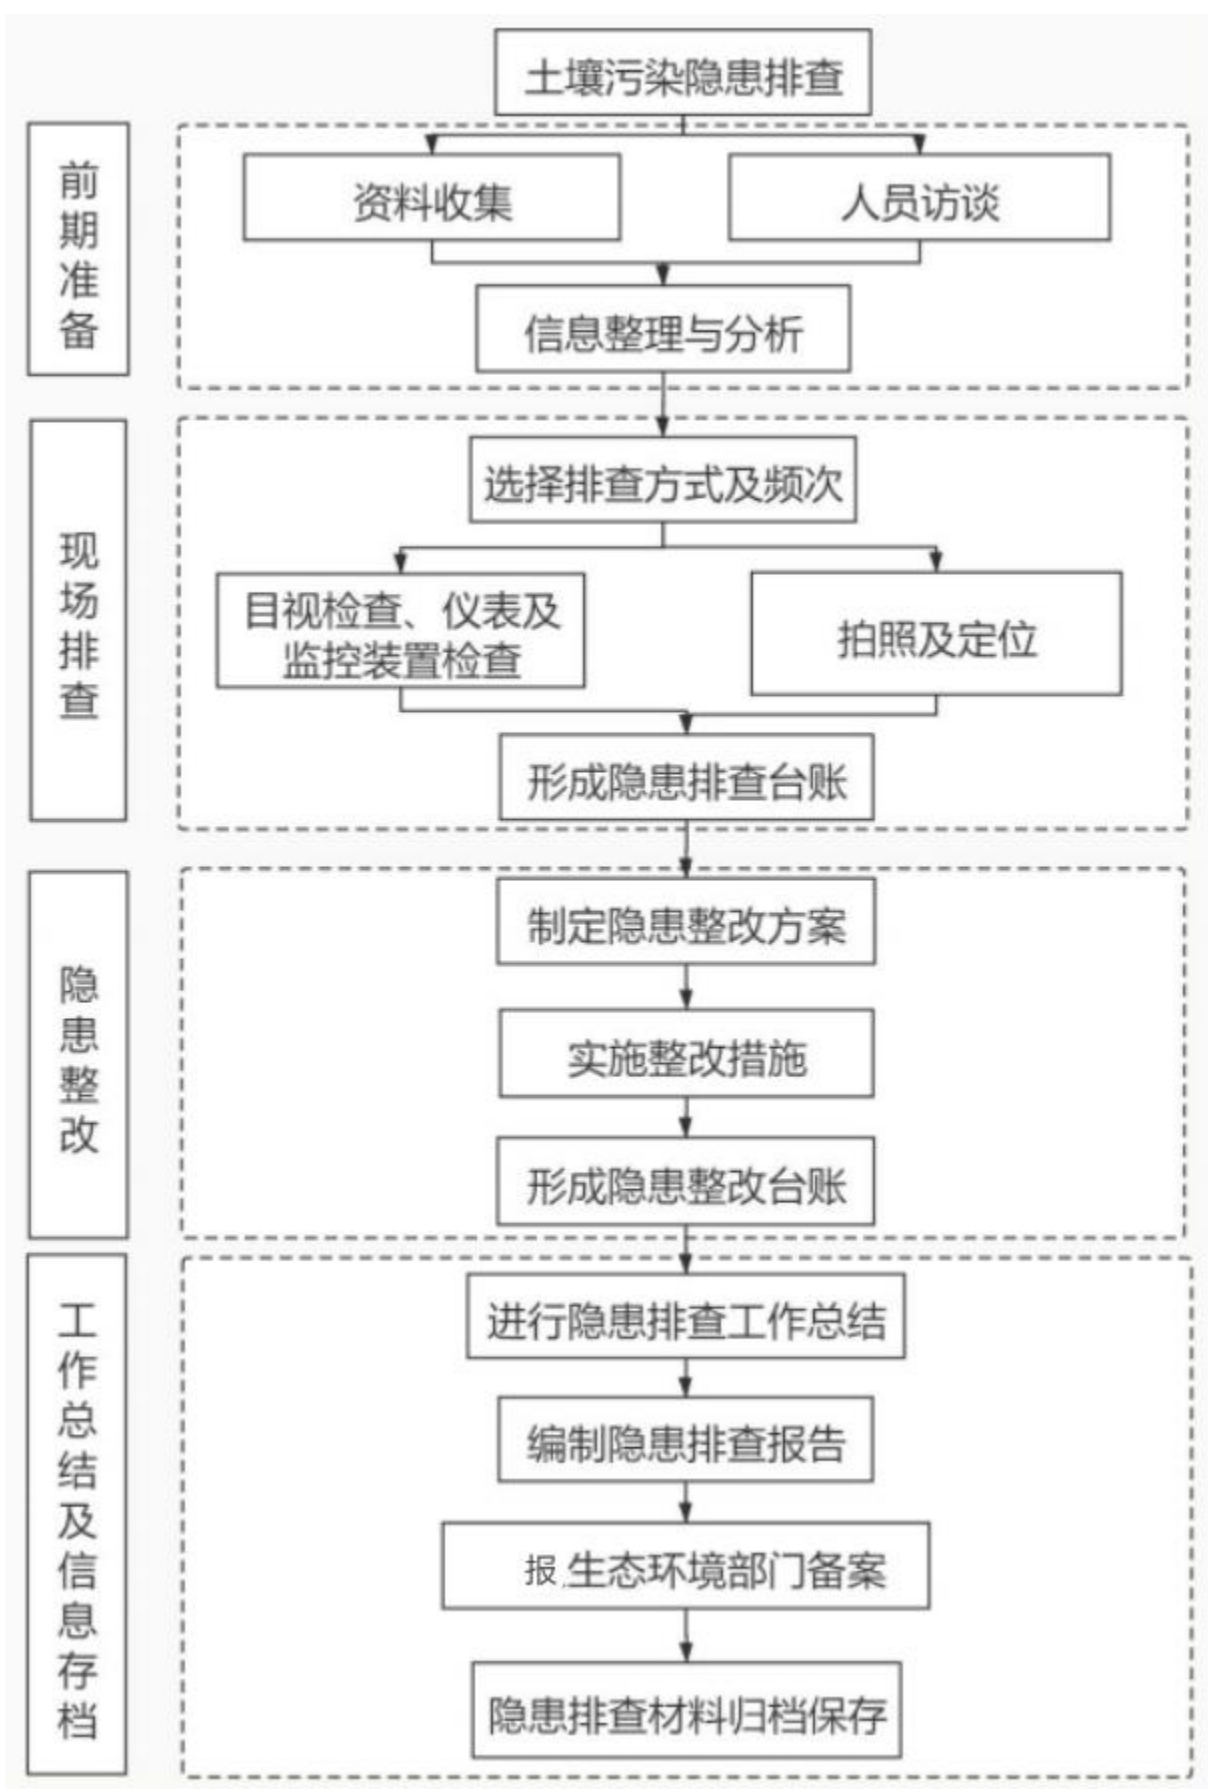 土壤污染隐患排查
前期准备
资料收集
人员访谈
信息整理与分析
现场排查
选择排查方式及频次
目视检查、仪表及
监控装置检查
拍照及定位
形成隐患排查台账
隐患整改
制定隐患整改方案
实施整改措施
形成隐患整改台账
工作总结及信息存档
进行隐患排查工作总结
编制隐患排查报告
报,生态环境部门备案
隐患排查材料归档保存